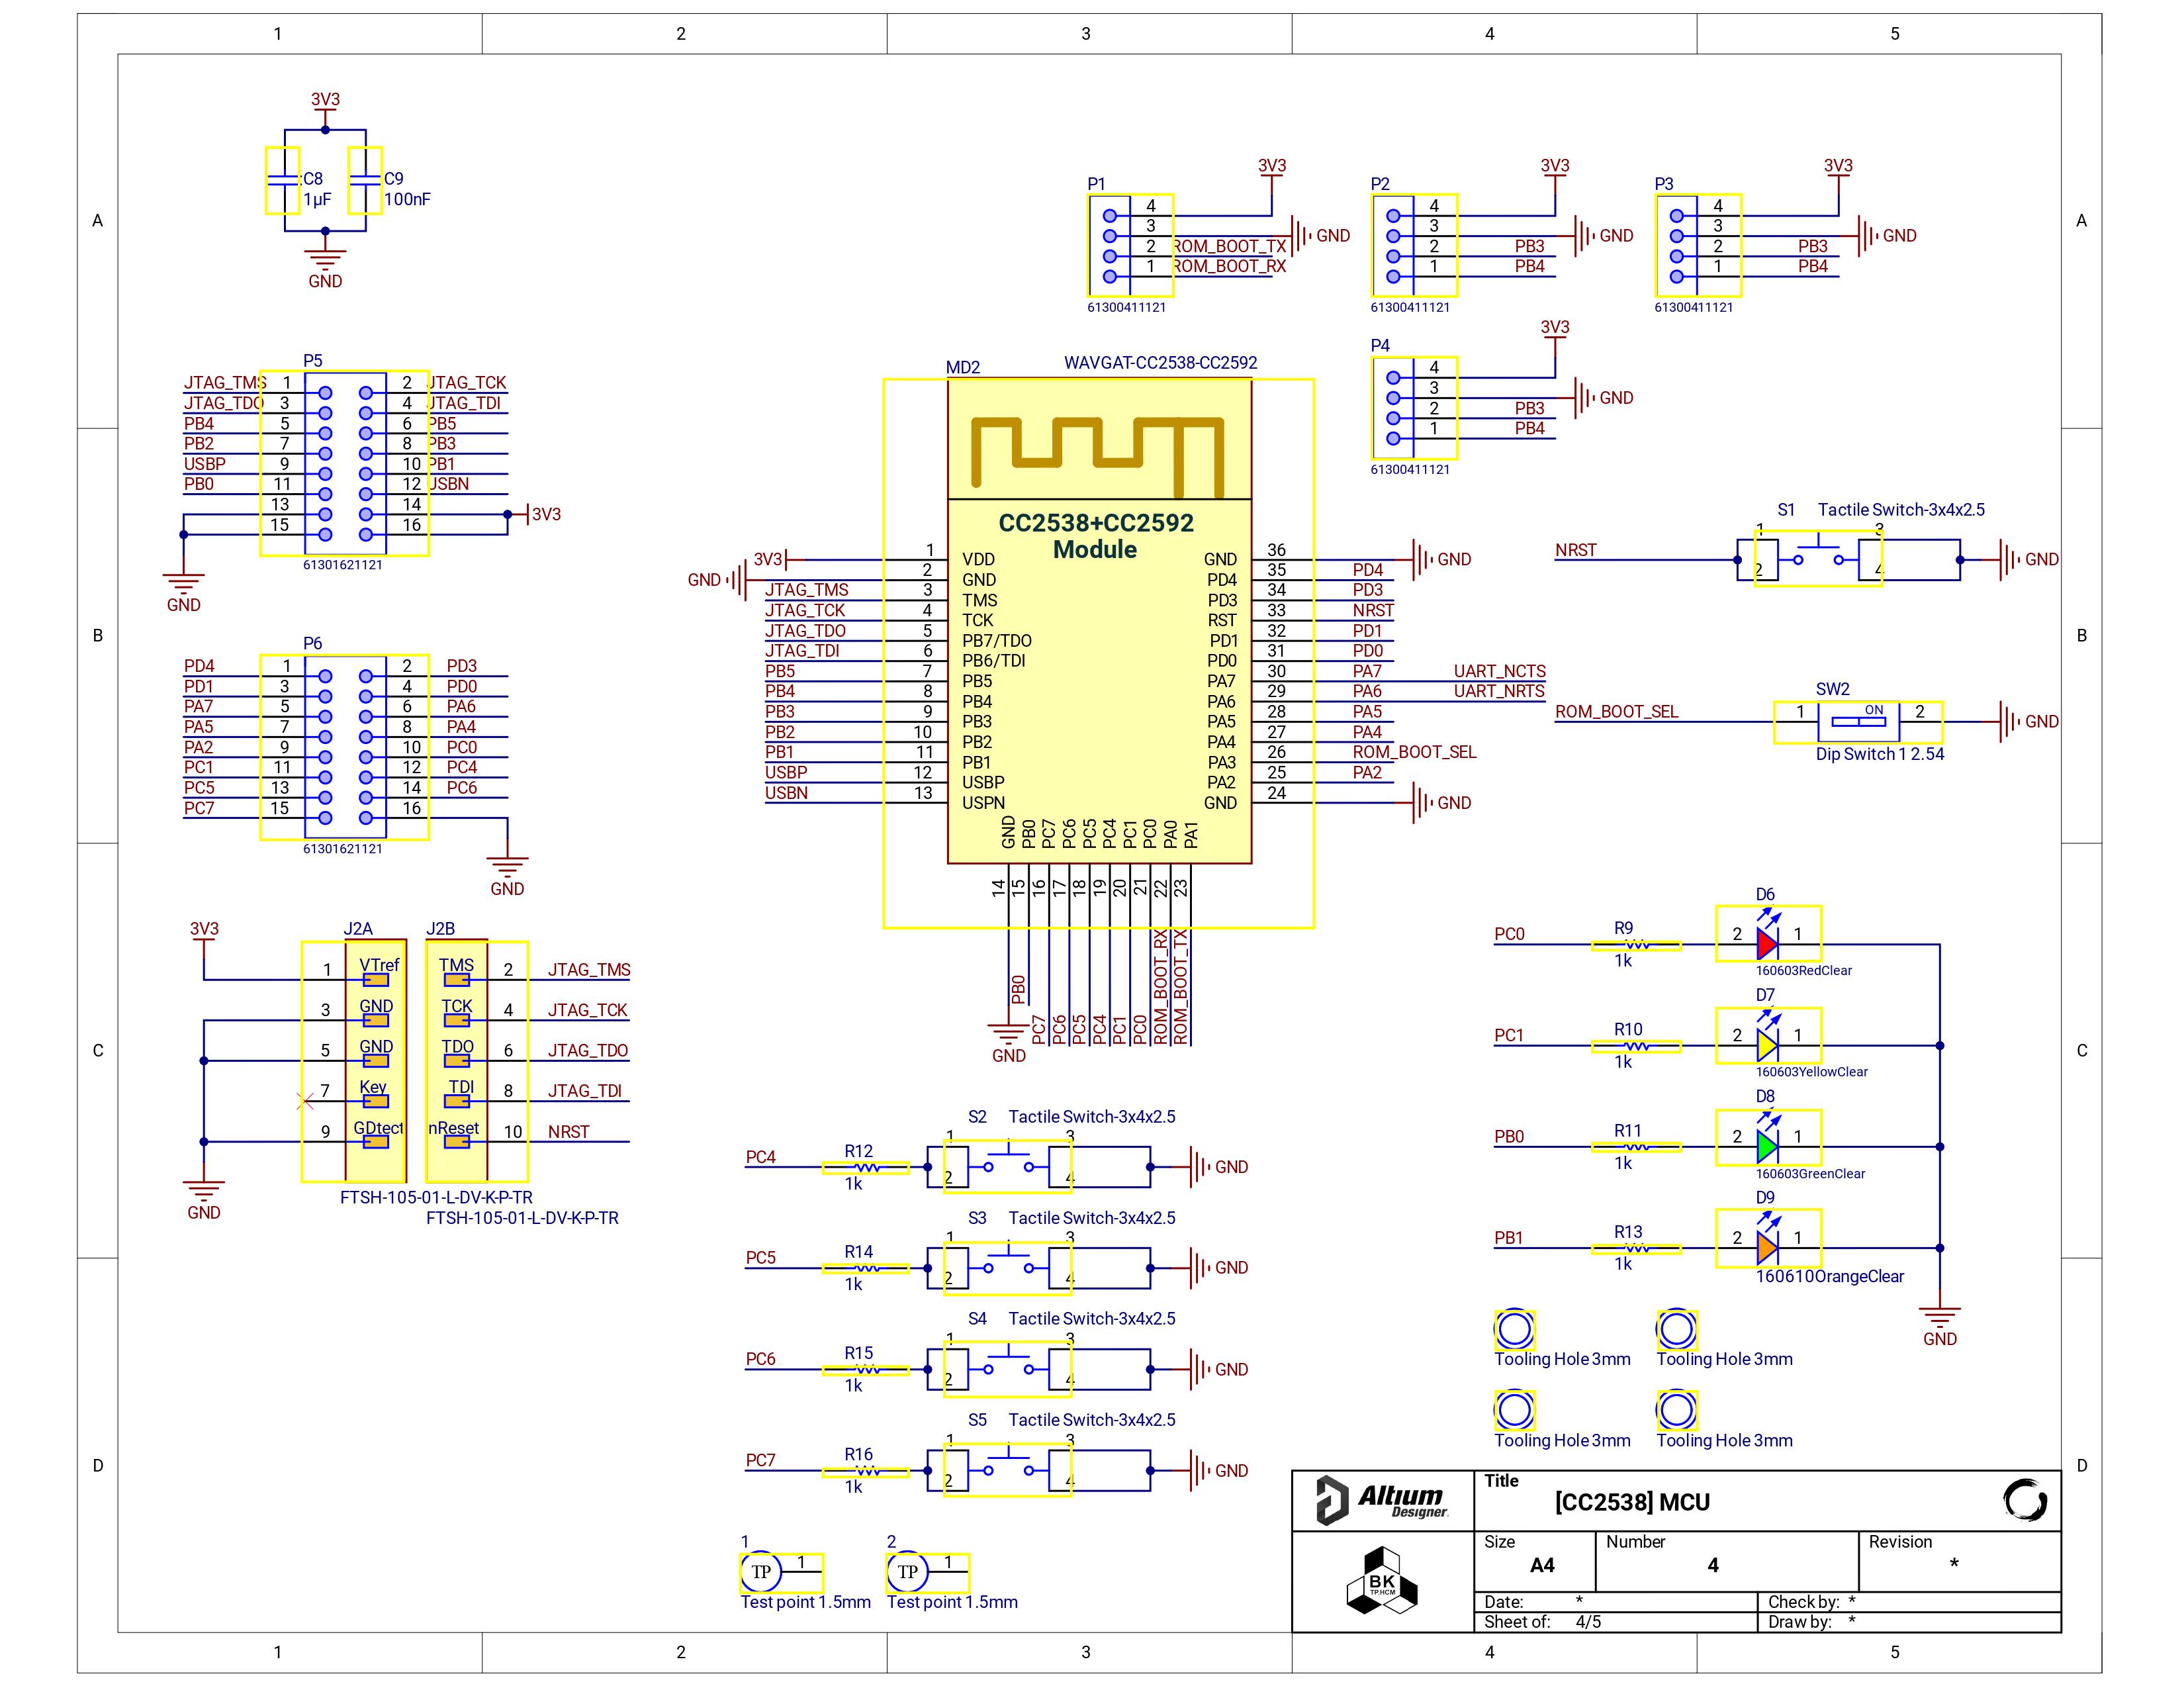 1 2 3 4 5
A A
B B
C C
D D
1 2 3 4 5
3V3
C8
1µF
C9
100nF
GND
P1
3V3
4
3
2 ROM_BOOT_TX
1 ROM_BOOT_RX
GND
61300411121
P2
3V3
4
3
2 PB3
1 PB4
GND
61300411121
P3
3V3
4
3
2 PB3
1 PB4
GND
61300411121
P4
3V3
4
3
2 PB3
1 PB4
GND
61300411121
P5
JTAG_TMS 1 2 JTAG_TCK
JTAG_TDO 3 4 JTAG_TDI
PB4 5 6 PB5
PB2 7 8 PB3
USBP 9 10 PB1
PB0 11 12 USBN
13 14 3V3
15 16
61301621121
GND
P6
PD4 1 2 PD3
PD1 3 4 PD0
PA7 5 6 PA6
PA5 7 8 PA4
PA2 9 10 PC0
PC1 11 12 PC4
PC5 13 14 PC6
PC7 15 16
61301621121
GND
MD2 WAVGAT-CC2538-CC2592
CC2538+CC2592
Module
3V3 1 VDD GND 36 GND
GND 2 GND PD4 35 PD4
JTAG_TMS 3 TMS PD3 34 PD3
JTAG_TCK 4 TCK RST 33 NRST
JTAG_TDO 5 PB7/TDO PD1 32 PD1
JTAG_TDI 6 PB6/TDI PD0 31 PD0
PB5 7 PB5 PA7 30 PA7 UART_NCTS
PB4 8 PB4 PA6 29 PA6 UART_NRTS
PB3 9 PB3 PA5 28 PA5
PB2 10 PB2 PA4 27 PA4
PB1 11 PB1 PA3 26 ROM_BOOT_SEL
USBP 12 USBP PA2 25 PA2
USBN 13 USPN GND 24 GND
GND PB0 PC7 PC6 PC5 PC4 PC1 PC0 PA0 PA1
14 15 16 17 18 19 20 21 22 23
GND PB0 PC7 PC6 PC5 PC4 PC1 PC0 ROM_BOOT_RX ROM_BOOT_TX
S1 Tactile Switch-3x4x2.5
NRST 1 2 3 4 GND
SW2
ROM_BOOT_SEL 1 ON 2 GND
Dip Switch 1 2.54
3V3 J2A J2B
1 VTref TMS 2 JTAG_TMS
3 GND TCK 4 JTAG_TCK
5 GND TDO 6 JTAG_TDO
7 Key TDI 8 JTAG_TDI
9 GDtect nReset 10 NRST
GND
FTSH-105-01-L-DV-K-P-TR
FTSH-105-01-L-DV-K-P-TR
S2 Tactile Switch-3x4x2.5
PC4 R12 1k 1 2 3 4 GND
S3 Tactile Switch-3x4x2.5
PC5 R14 1k 1 2 3 4 GND
S4 Tactile Switch-3x4x2.5
PC6 R15 1k 1 2 3 4 GND
S5 Tactile Switch-3x4x2.5
PC7 R16 1k 1 2 3 4 GND
D6
PC0 R9 1k 2 1
160603RedClear
D7
PC1 R10 1k 2 1
160603YellowClear
D8
PB0 R11 1k 2 1
160603GreenClear
D9
PB1 R13 1k 2 1
160610OrangeClear
GND
Tooling Hole 3mm Tooling Hole 3mm
Tooling Hole 3mm Tooling Hole 3mm
1 2
TP 1 TP 1
Test point 1.5mm Test point 1.5mm
Altium
Designer
BK
TP.HCM
Title
[CC2538] MCU
Size Number Revision
A4 4 *
Date: * Check by: *
Sheet of: 4/5 Draw by: *